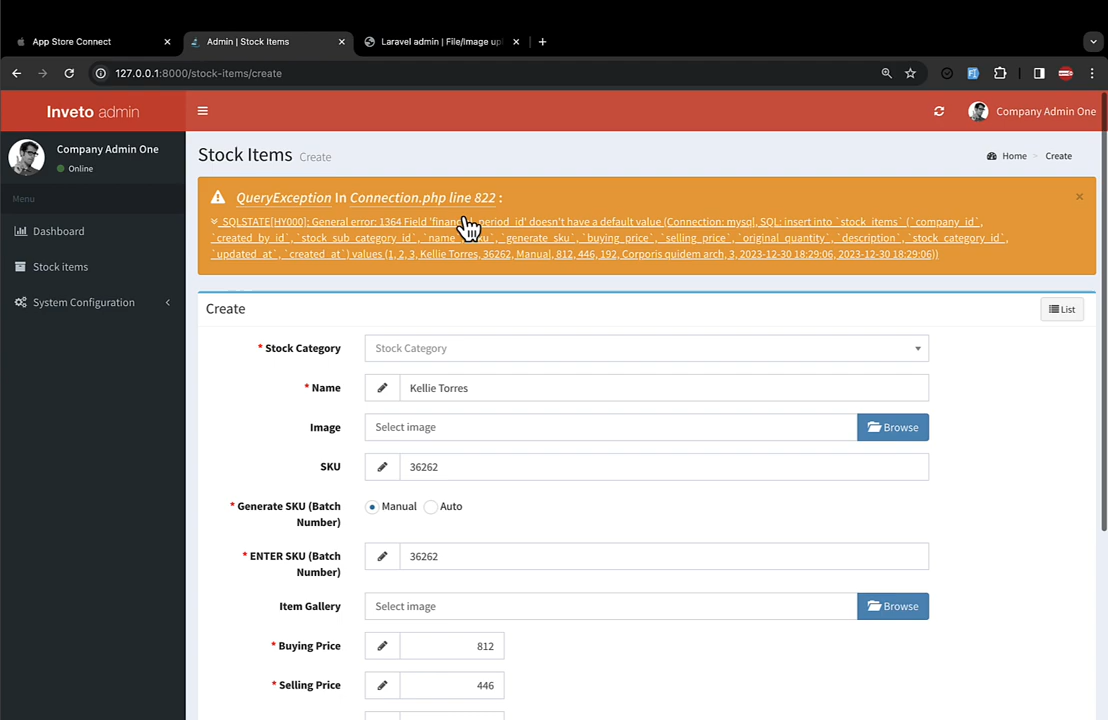 App Store Connect
Admin | Stock Items
Laravel admin | File/Image up
127.0.0.1:8000/stock-items/create
Inveto admin
Company Admin One
Company Admin One
Online
Stock Items Create
Home
Create
Menu
Dashboard
Stock items
System Configuration
QueryException In Connection.php line 822 :
SQLSTATE[HY000]: General error: 1364 Field 'period_id' doesn't have a default value (Connection: mysql, SQL: insert into `stock_items` (`company_id`,
`created_by_id`, `stock_sub_category_id`, `name`, `generate_sku`, `buying_price`, `selling_price`, `original_quantity`, `description`, `stock_category_id`,
`updated_at`, `created_at`) values (1, 2, 3, Kellie Torres, 36262, Manual, 812, 446, 192, Corporis quidem arch, 3, 2023-12-30 18:29:06, 2023-12-30 18:29:06))
Create
List
* Stock Category
Stock Category
* Name
Kellie Torres
Image
Select image
Browse
SKU
36262
* Generate SKU (Batch
Number)
Manual
Auto
* ENTER SKU (Batch
Number)
36262
Item Gallery
Select image
Browse
* Buying Price
812
* Selling Price
446